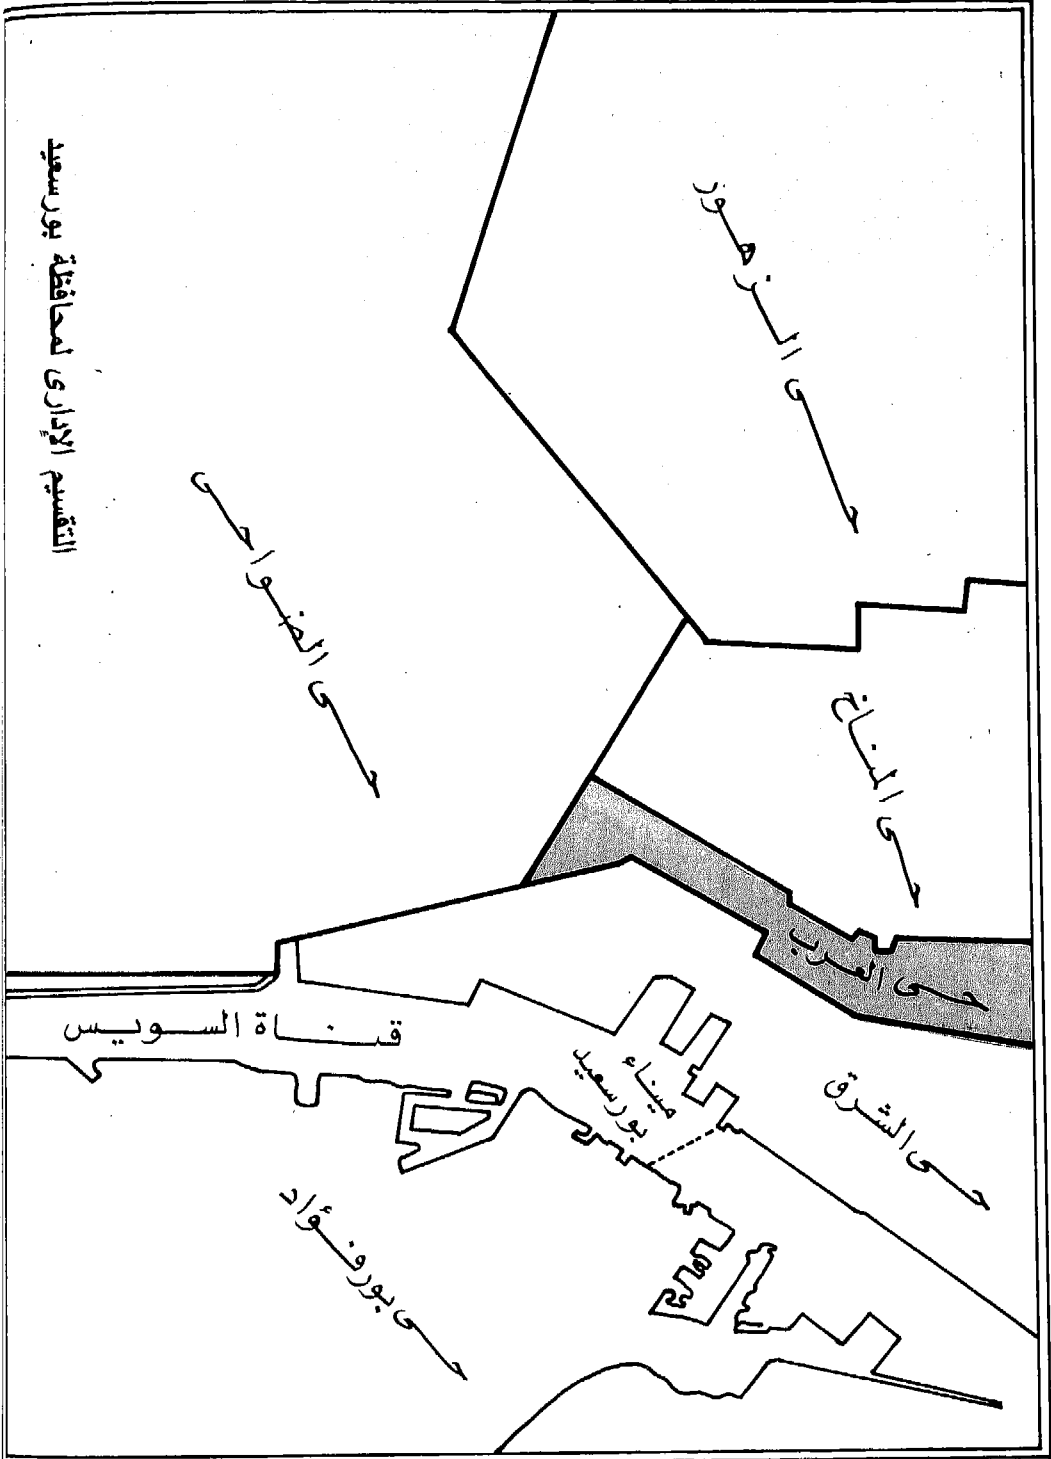 التقسيم الإدارى لمحافظة بورسعيد
حى الزهور
حى المناخ
حى العرب
حى الشرق
حى الضواحى
قناة السويس
ميناء
بورسعيد
حى بورفؤاد